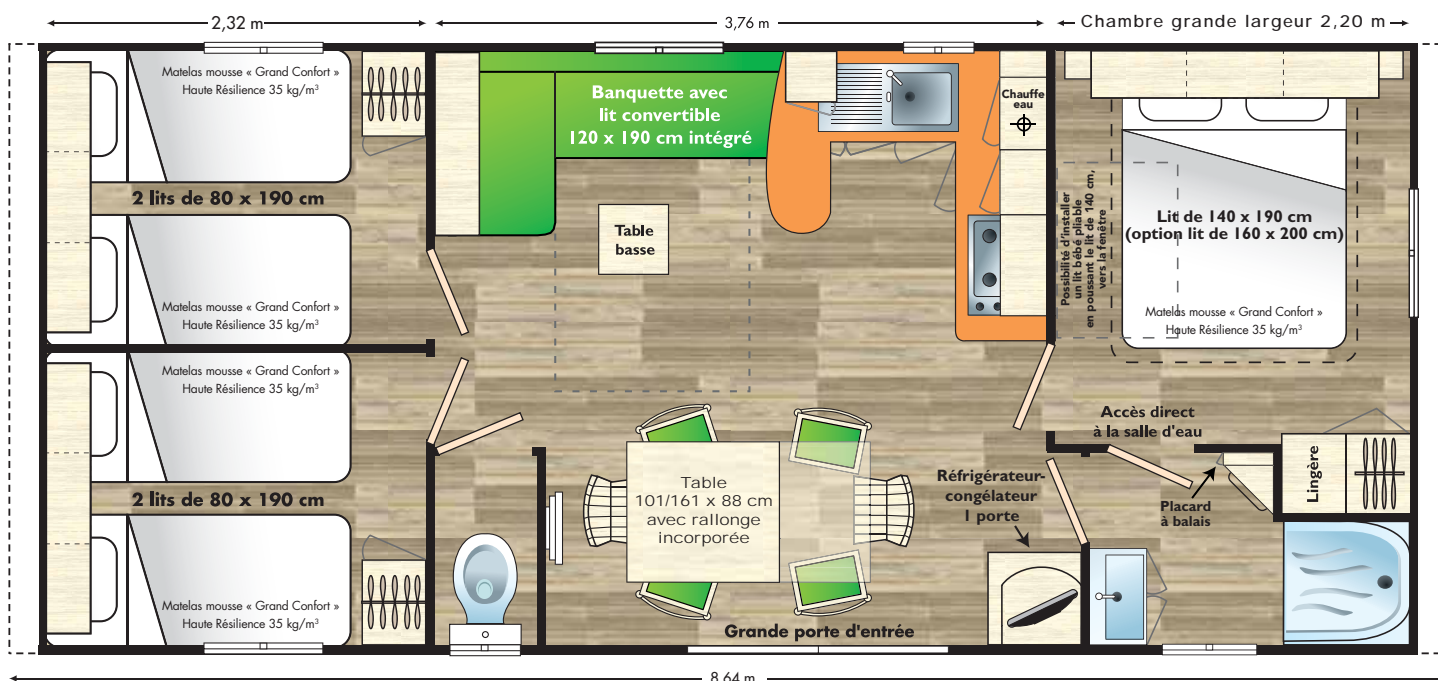 2,32 m
3,76 m
Chambre grande largeur 2,20 m
Matelas mousse « Grand Confort »
Haute Résilience 35 kg/m³
2 lits de 80 x 190 cm
Matelas mousse « Grand Confort »
Haute Résilience 35 kg/m³
Matelas mousse « Grand Confort »
Haute Résilience 35 kg/m³
2 lits de 80 x 190 cm
Matelas mousse « Grand Confort »
Haute Résilience 35 kg/m³
Banquette avec
lit convertible
120 x 190 cm intégré
Table
basse
Chauffe
eau
Possibilité d'installer
un lit bébé pliable
en poussant le lit de 140 cm,
vers la fenêtre
Lit de 140 x 190 cm
(option lit de 160 x 200 cm)
Matelas mousse « Grand Confort »
Haute Résilience 35 kg/m³
Accès direct
à la salle d'eau
Table
101/161 x 88 cm
avec rallonge
incorporée
Réfrigérateur-
congélateur
1 porte
Placard
à balais
Lingère
Grande porte d'entrée
8,64 m